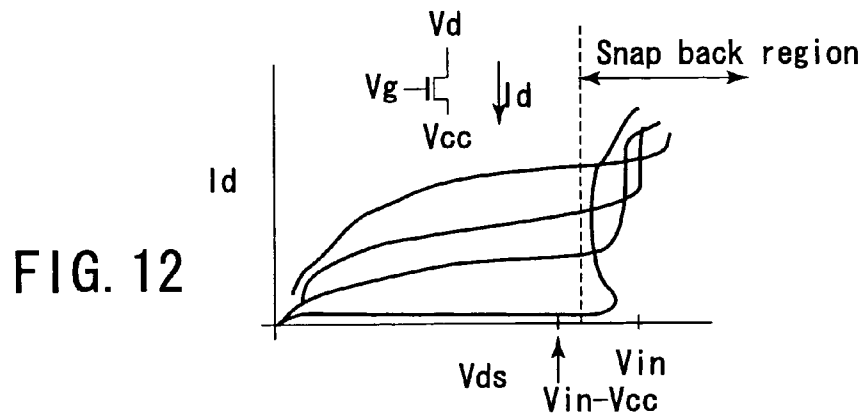 Vd
Snap back region
Vg
Id
Vcc
Id
FIG. 12
Vds
Vin
Vin-Vcc